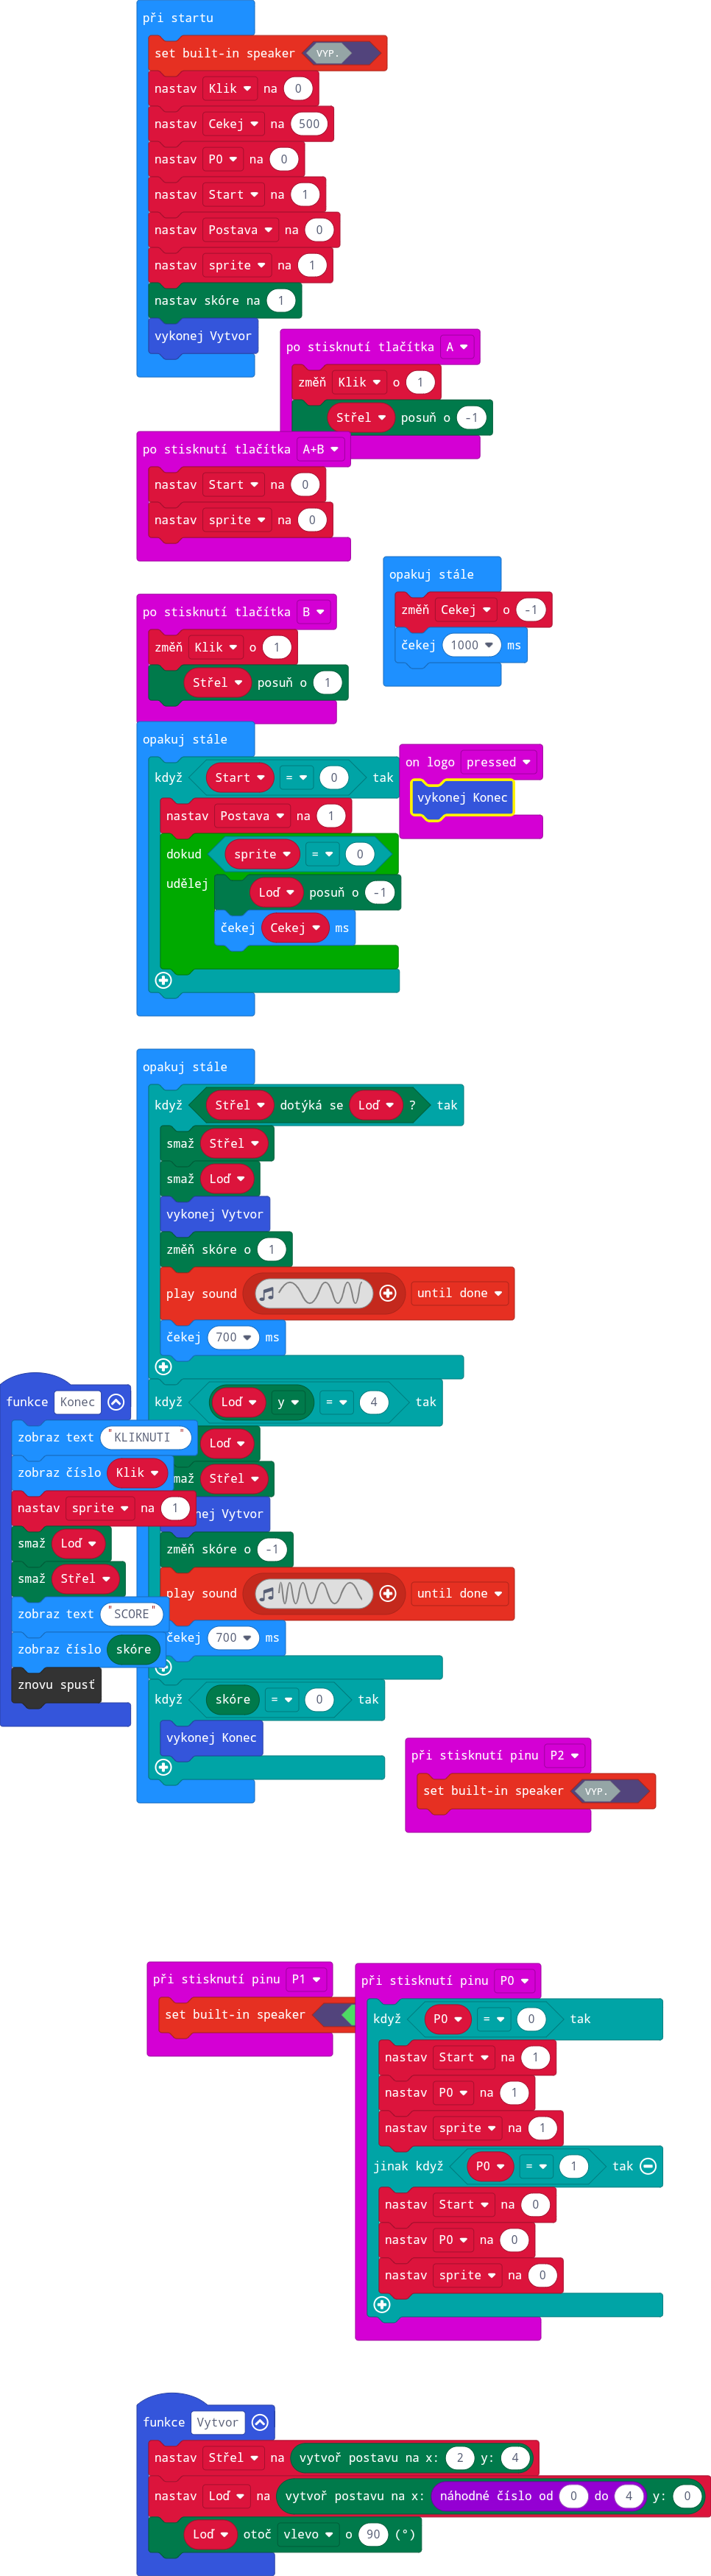 při startu
set built-in speaker VYP.
nastav Klik na 0
nastav Cekej na 500
nastav P0 na 0
nastav Start na 1
nastav Postava na 0
nastav sprite na 1
nastav skóre na 1
vykonej Vytvor
po stisknutí tlačítka A
změň Klik o 1
Střel posuň o -1
po stisknutí tlačítka A+B
nastav Start na 0
nastav sprite na 0
opakuj stále
změň Cekej o -1
čekej 1000 ms
po stisknutí tlačítka B
změň Klik o 1
Střel posuň o 1
opakuj stále
když Start = 0 tak
nastav Postava na 1
dokud sprite = 0
udělej Loď posuň o -1
čekej Cekej ms
on logo pressed
vykonej Konec
opakuj stále
když Střel dotýká se Loď ? tak
smaž Střel
smaž Loď
vykonej Vytvor
změň skóre o 1
play sound until done
čekej 700 ms
když Loď y = 4 tak
Loď
maž Střel
nej Vytvor
změň skóre o -1
play sound until done
čekej 700 ms
když skóre = 0 tak
vykonej Konec
funkce Konec
zobraz text "KLIKNUTI "
zobraz číslo Klik
nastav sprite na 1
smaž Loď
smaž Střel
zobraz text "SCORE"
zobraz číslo skóre
znovu spusť
při stisknutí pinu P2
set built-in speaker VYP.
při stisknutí pinu P1
set built-in speaker
při stisknutí pinu P0
když P0 = 0 tak
nastav Start na 1
nastav P0 na 1
nastav sprite na 1
jinak když P0 = 1 tak
nastav Start na 0
nastav P0 na 0
nastav sprite na 0
funkce Vytvor
nastav Střel na vytvoř postavu na x: 2 y: 4
nastav Loď na vytvoř postavu na x: náhodné číslo od 0 do 4 y: 0
Loď otoč vlevo o 90 (°)